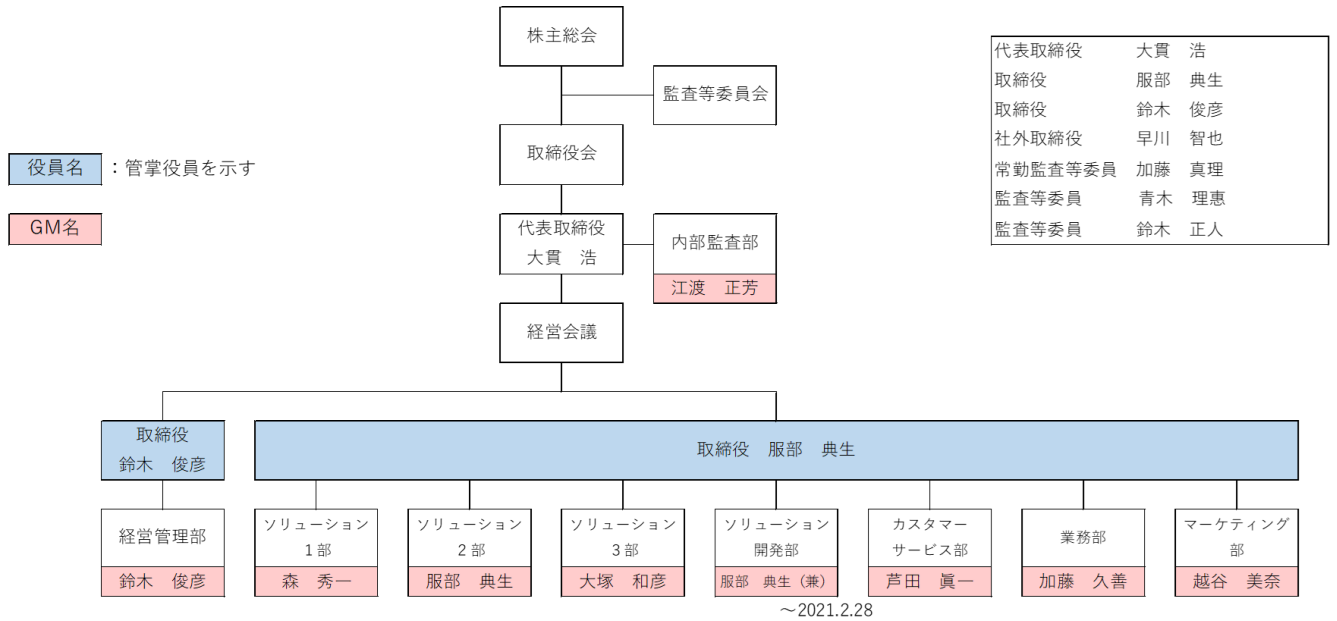 株主総会
監査等委員会
取締役会
代表取締役
大貫　浩
内部監査部
江渡　正芳
経営会議
役員名
：管掌役員を示す
GM名
代表取締役　大貫　浩
取締役　服部　典生
取締役　鈴木　俊彦
社外取締役　早川　智也
常勤監査等委員　加藤　真理
監査等委員　青木　理恵
監査等委員　鈴木　正人
取締役
鈴木　俊彦
取締役　服部　典生
経営管理部
鈴木　俊彦
ソリューション
1部
森　秀一
ソリューション
2部
服部　典生
ソリューション
3部
大塚　和彦
ソリューション
開発部
服部　典生（兼）
～2021.2.28
カスタマー
サービス部
芦田　眞一
業務部
加藤　久善
マーケティング
部
越谷　美奈